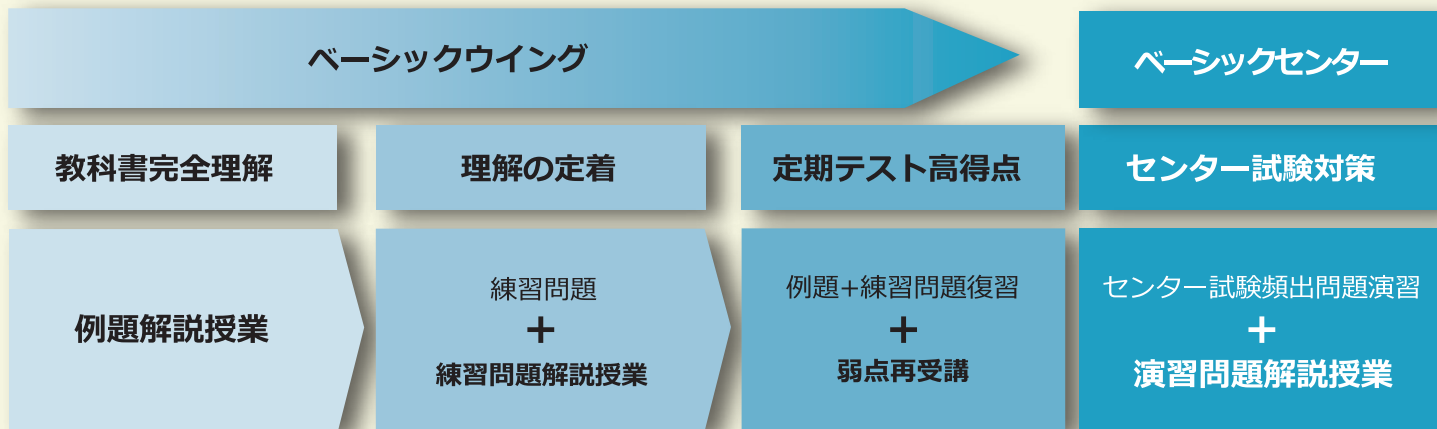 ベーシックウイング
ベーシックセンター
教科書完全理解
理解の定着
定期テスト高得点
センター試験対策
例題解説授業
練習問題
+
練習問題解説授業
例題+練習問題復習
+
弱点再受講
センター試験頻出問題演習
+
演習問題解説授業